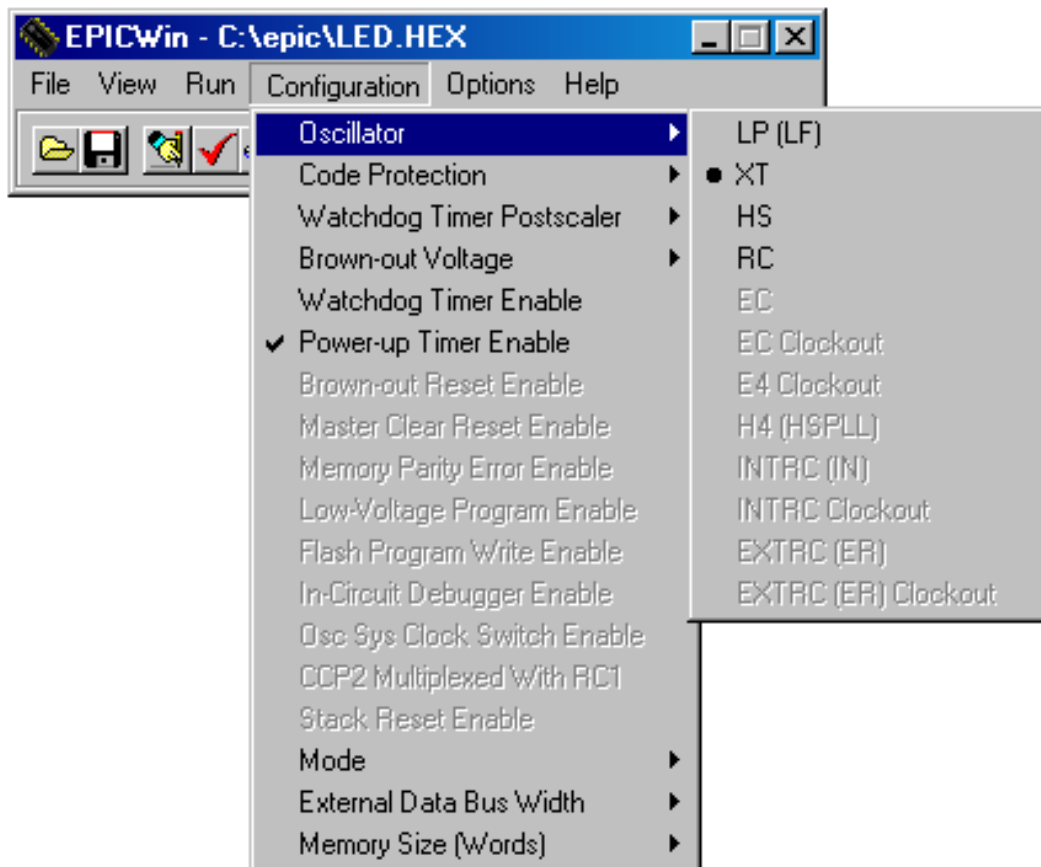 EPICWin - C:\epic\LED.HEX
File View Run Configuration Options Help
Oscillator
Code Protection
Watchdog Timer Postscaler
Brown-out Voltage
Watchdog Timer Enable
Power-up Timer Enable
Brown-out Reset Enable
Master Clear Reset Enable
Memory Parity Error Enable
Low-Voltage Program Enable
Flash Program Write Enable
In-Circuit Debugger Enable
Osc Sys Clock Switch Enable
CCP2 Multiplexed With RC1
Stack Reset Enable
Mode
External Data Bus Width
Memory Size (Words)
LP (LF)
XT
HS
RC
EC
EC Clockout
E4 Clockout
H4 (HSPLL)
INTRC (IN)
INTRC Clockout
EXTRC (ER)
EXTRC (ER) Clockout